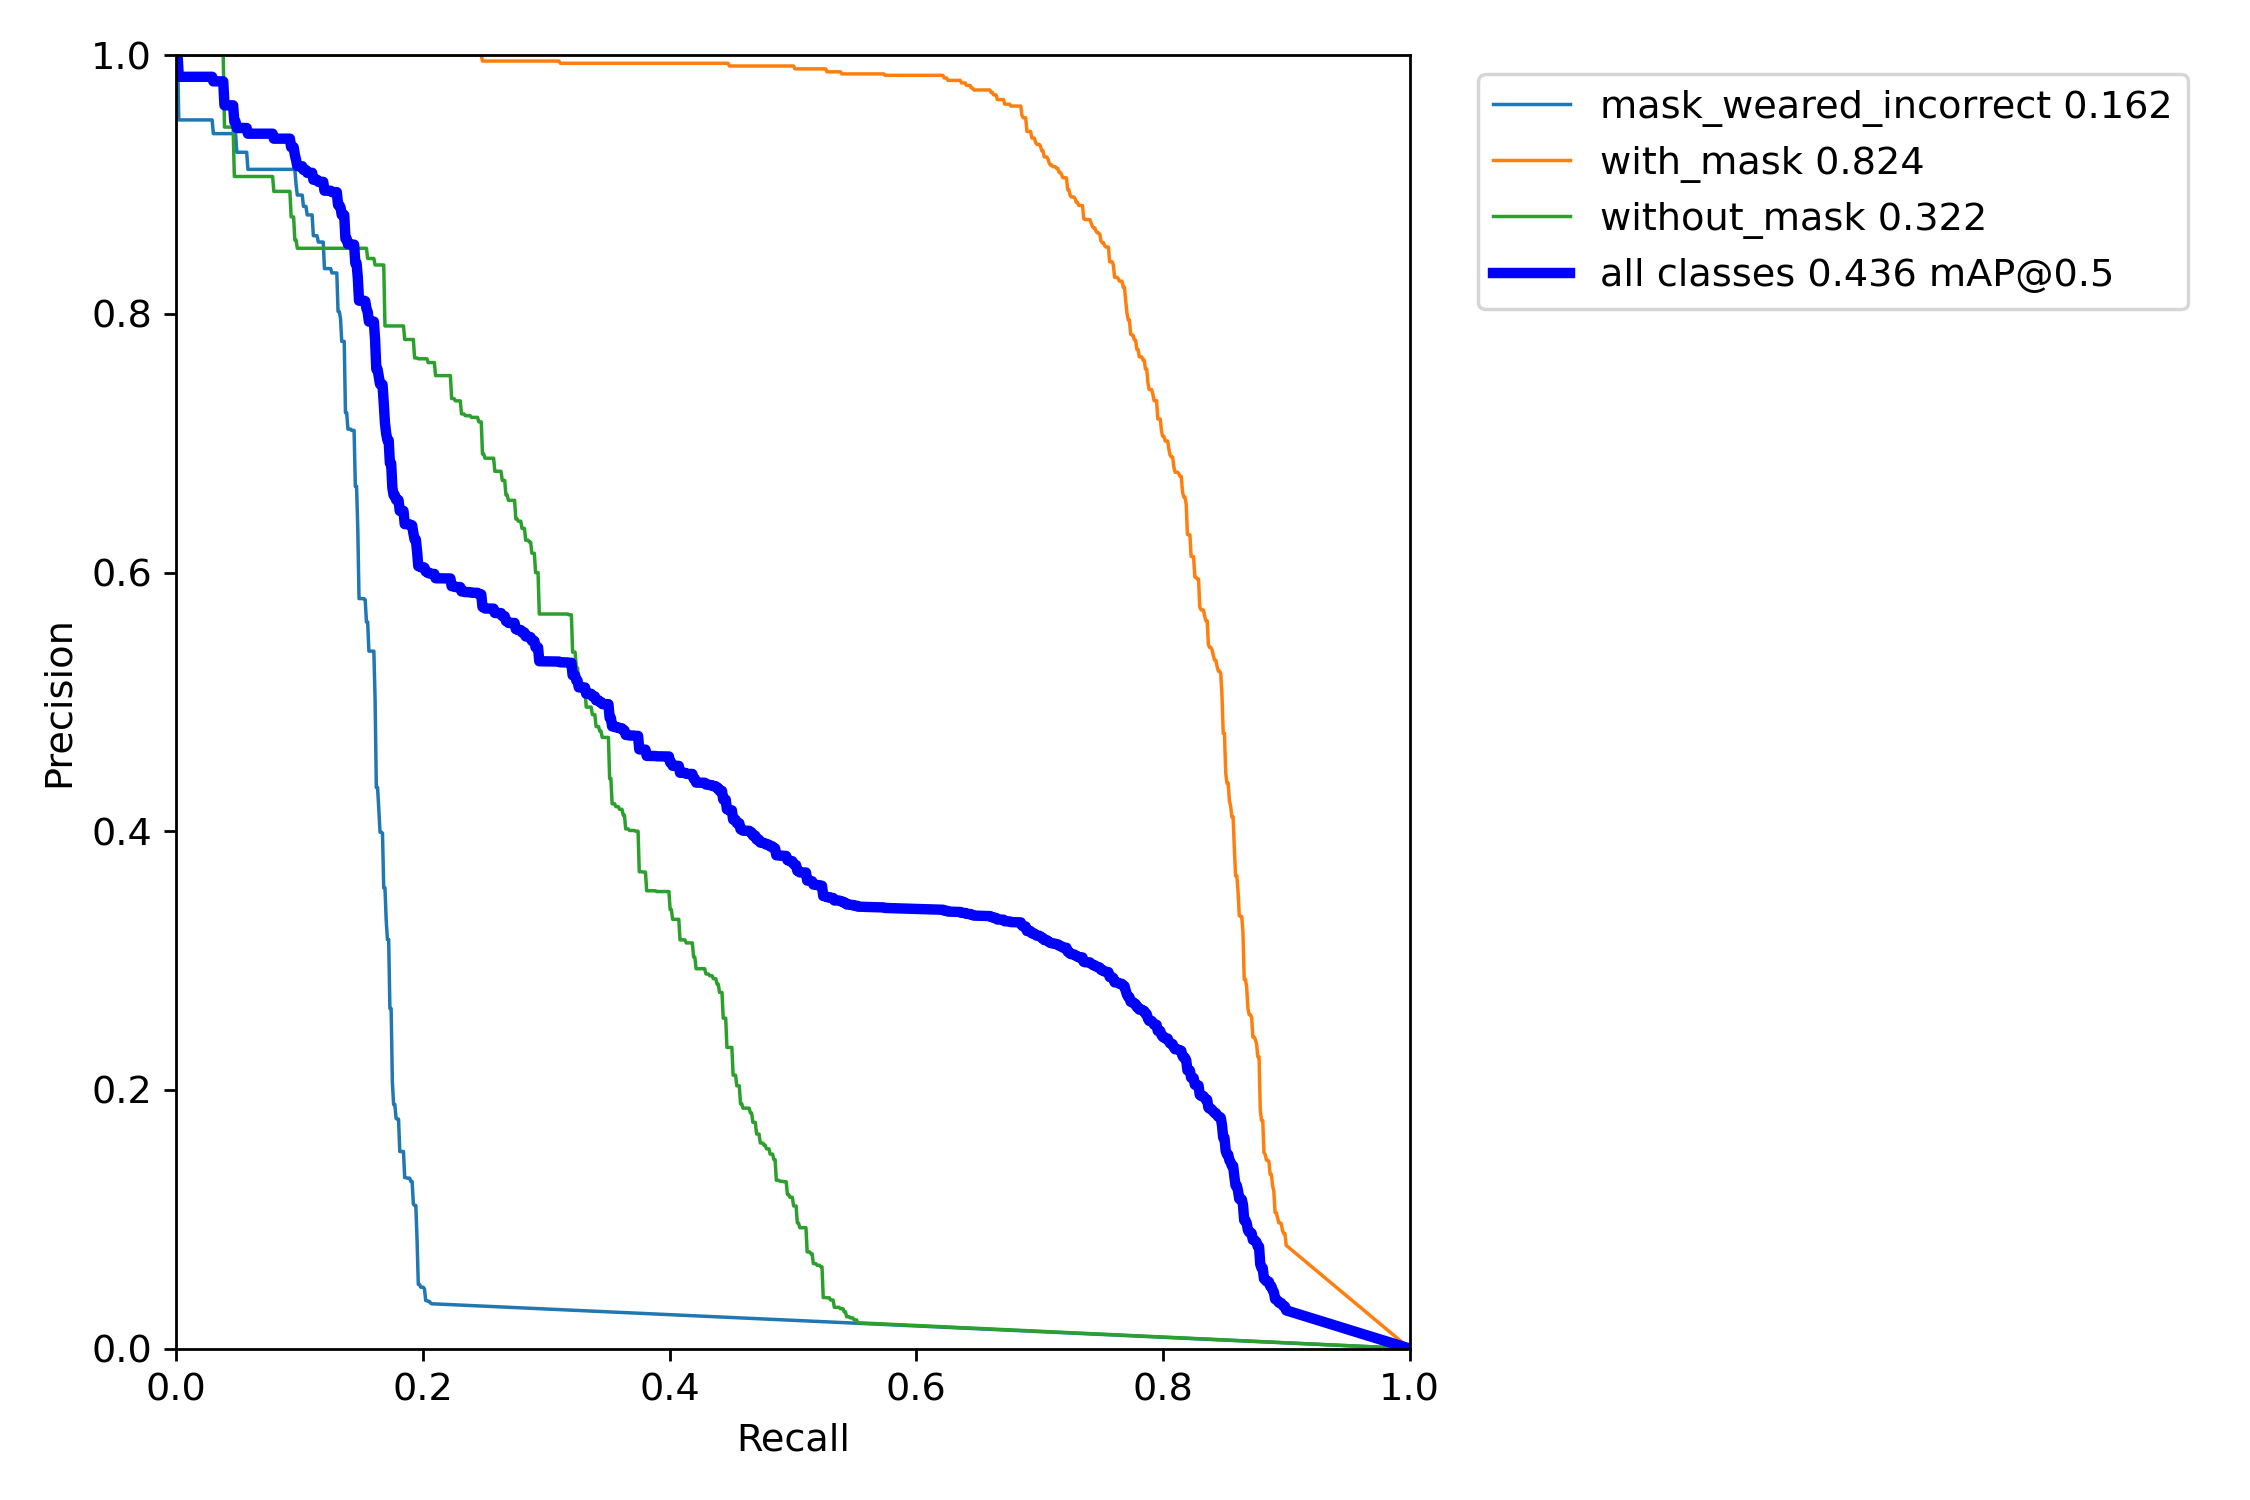 1.0
0.8
0.6
0.4
0.2
0.0
Precision
0.0 0.2 0.4 0.6 0.8 1.0
Recall
mask_weared_incorrect 0.162
with_mask 0.824
without_mask 0.322
all classes 0.436 mAP@0.5